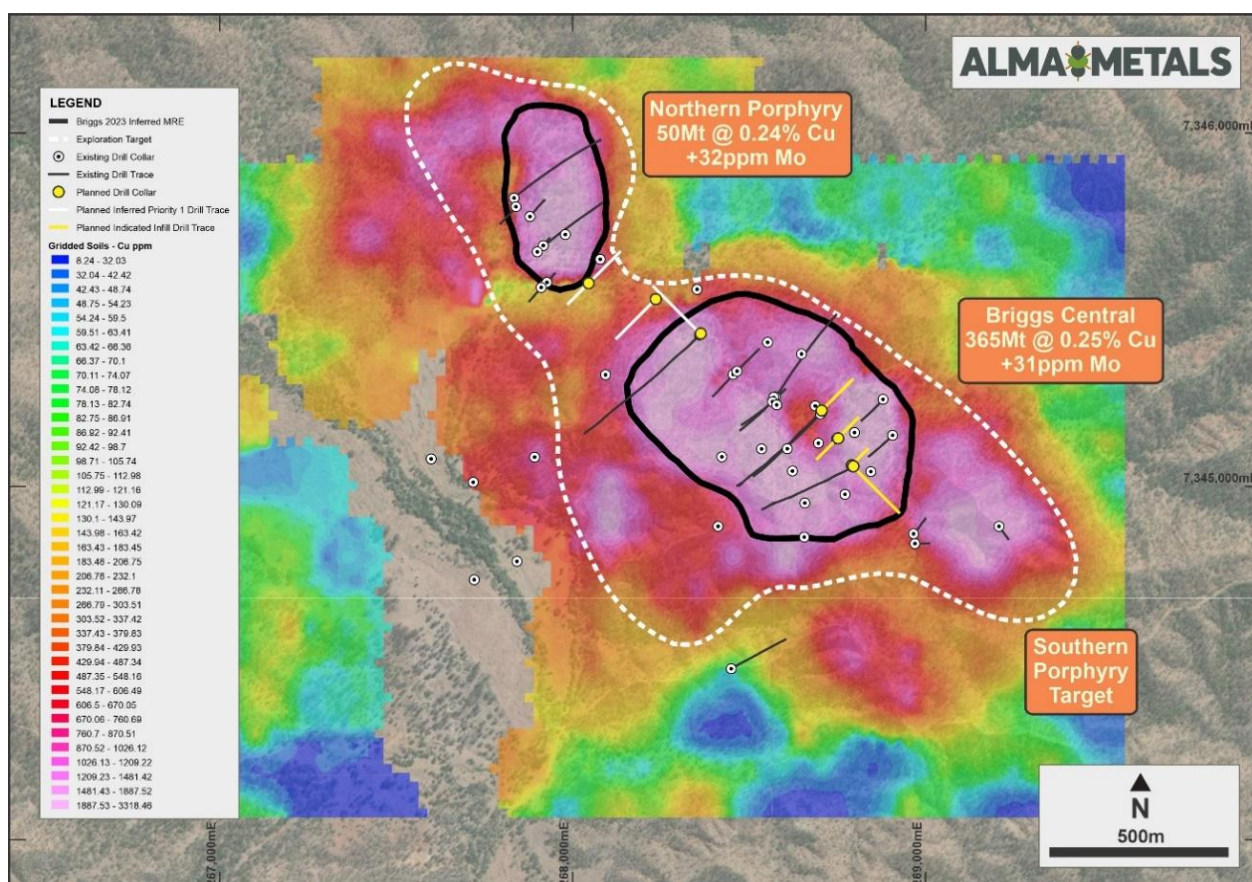 ALMA METALS
LEGEND
Briggs 2023 Inferred MRE
Exploration Target
Existing Drill Collar
Existing Drill Trace
Planned Drill Collar
Planned Inferred Priority 1 Drill Trace
Planned Indicated Infill Drill Trace
Gridded Soils - Cu ppm
8.24 - 32.03
32.04 - 42.42
42.43 - 48.74
48.75 - 54.23
54.24 - 59.5
59.51 - 63.41
63.42 - 66.36
66.37 - 70.1
70.11 - 74.07
74.08 - 78.12
78.13 - 82.74
82.75 - 86.91
86.92 - 92.41
92.42 - 98.7
98.71 - 105.74
105.75 - 112.98
112.99 - 121.16
121.17 - 130.09
130.1 - 143.97
143.98 - 163.42
163.43 - 183.45
183.46 - 206.75
206.76 - 232.1
232.11 - 266.78
266.79 - 303.51
303.52 - 337.42
337.43 - 379.83
379.84 - 429.93
429.94 - 487.34
487.35 - 548.16
548.17 - 606.49
606.5 - 670.05
670.06 - 760.69
760.7 - 870.51
870.52 - 1026.12
1026.13 - 1209.22
1209.23 - 1481.42
1481.43 - 1887.52
1887.53 - 3318.46
Northern Porphyry
50Mt @ 0.24% Cu
+32ppm Mo
7,346,000mN
Briggs Central
365Mt @ 0.25% Cu
+31ppm Mo
7,345,000mN
Southern
Porphyry
Target
267,000mE
268,000mE
269,000mE
N
500m